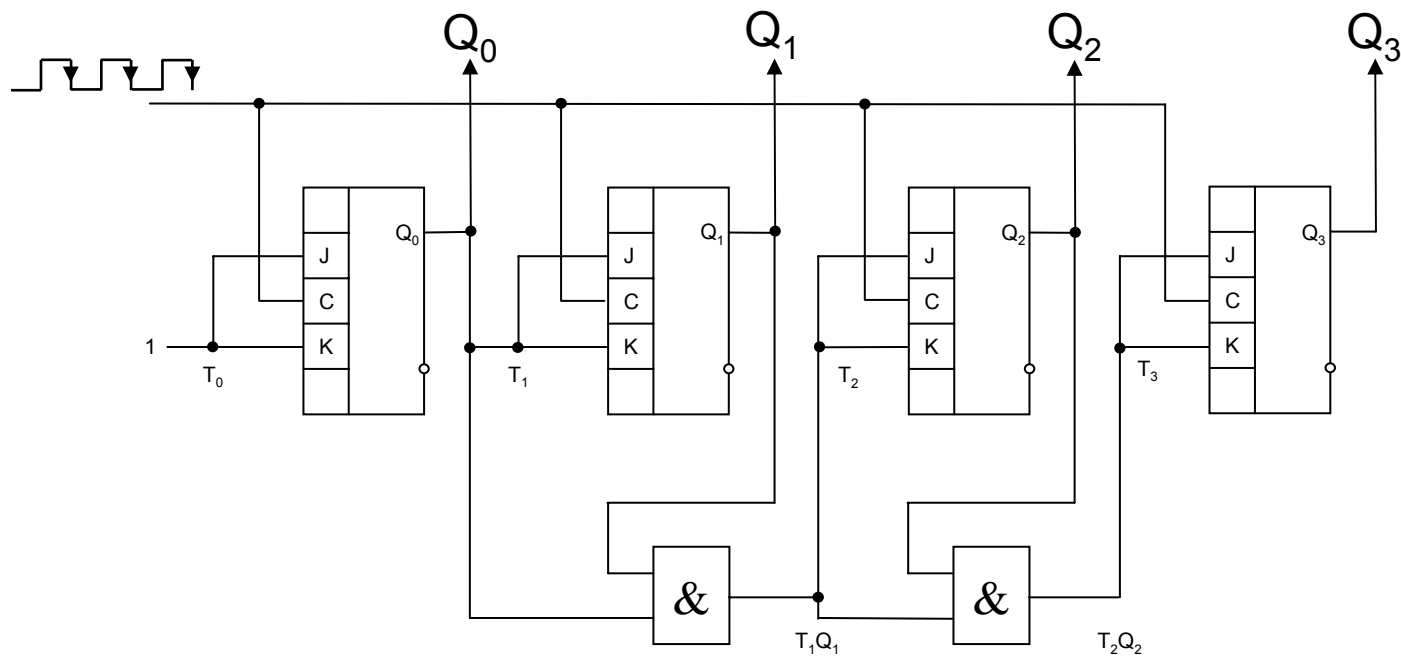 Q₀ Q₁ Q₂ Q₃
Q₀ Q₁ Q₂ Q₃
J J J J
C C C C
1 K K K K
T₀ T₁ T₂ T₃
& &
T₁Q₁ T₂Q₂